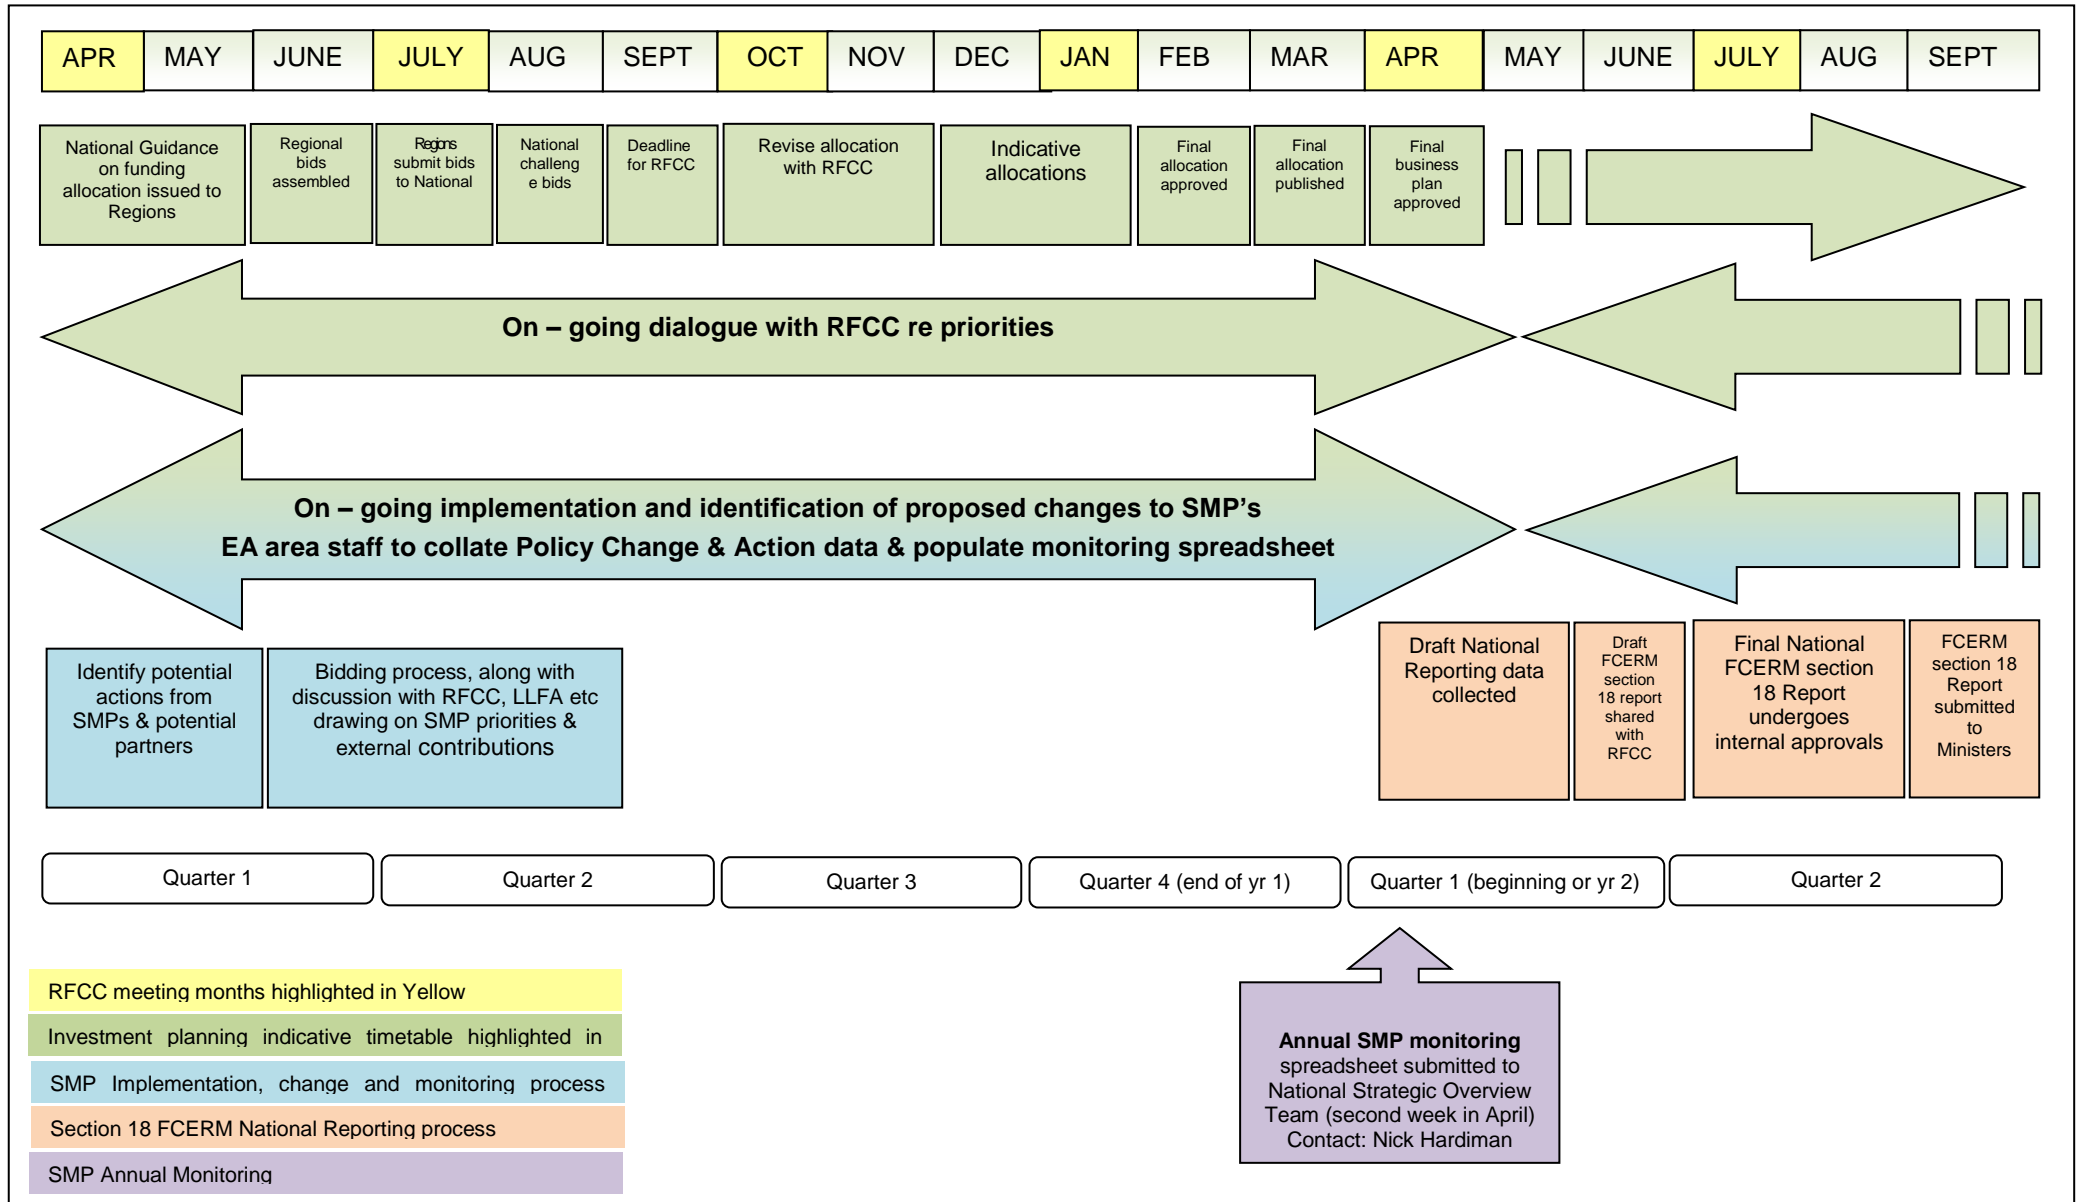 APR MAY JUNE JULY AUG SEPT OCT NOV DEC JAN FEB MAR APR MAY JUNE JULY AUG SEPT
National Guidance
on funding
allocation issued to
Regions
Regional
bids
assembled
Regions
submit bids
to National
National
challeng
e bids
Deadline
for RFCC
Revise allocation
with RFCC
Indicative
allocations
Final
allocation
approved
Final
allocation
published
Final
business
plan
approved
On – going dialogue with RFCC re priorities
On – going implementation and identification of proposed changes to SMP's
EA area staff to collate Policy Change & Action data & populate monitoring spreadsheet
Identify potential
actions from
SMPs & potential
partners
Bidding process, along with
discussion with RFCC, LLFA etc
drawing on SMP priorities &
external contributions
Draft National
Reporting data
collected
Draft
FCERM
section
18 report
shared
with
RFCC
Final National
FCERM section
18 Report
undergoes
internal approvals
FCERM
section 18
Report
submitted
to
Ministers
Quarter 1
Quarter 2
Quarter 3
Quarter 4 (end of yr 1)
Quarter 1 (beginning or yr 2)
Quarter 2
RFCC meeting months highlighted in Yellow
Investment planning indicative timetable highlighted in
SMP Implementation, change and monitoring process
Section 18 FCERM National Reporting process
SMP Annual Monitoring
Annual SMP monitoring
spreadsheet submitted to
National Strategic Overview
Team (second week in April)
Contact: Nick Hardiman